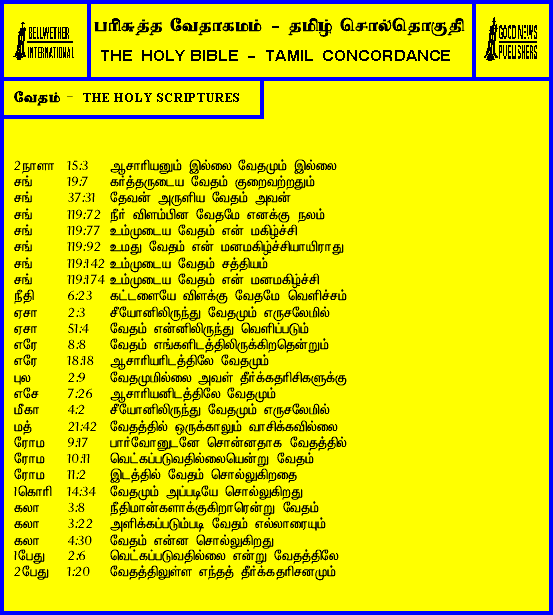 BELLWETHER
INTERNATIONAL
பரிசுத்த வேதாகமம் - தமிழ் சொல்தொகுதி
THE HOLY BIBLE - TAMIL CONCORDANCE
GOOD NEWS
PUBLISHERS
வேதம் - THE HOLY SCRIPTURES
2நாளா 15:3 ஆசாரியனும் இல்லை வேதமும் இல்லை
சங் 19:7 கர்த்தருடைய வேதம் குறைவற்றதும்
சங் 37:31 தேவன் அருளிய வேதம் அவன்
சங் 119:72 நீர் விளம்பின வேதமே எனக்கு நலம்
சங் 119:77 உம்முடைய வேதம் என் மகிழ்ச்சி
சங் 119:92 உமது வேதம் என் மனமகிழ்ச்சியாயிராது
சங் 119:142 உம்முடைய வேதம் சத்தியம்
சங் 119:174 உம்முடைய வேதம் என் மனமகிழ்ச்சி
நீதி 6:23 கட்டளையே விளக்கு வேதமே வெளிச்சம்
ஏசா 2:3 சீயோனிலிருந்து வேதமும் எருசலேமில்
ஏசா 51:4 வேதம் என்னிலிருந்து வெளிப்படும்
எரே 8:8 வேதம் எங்களிடத்திலிருக்கிறதென்றும்
எரே 18:18 ஆசாரியரிடத்திலே வேதமும்
புல 2:9 வேதமுமில்லை அவள் தீர்க்கதரிசிகளுக்கு
எசே 7:26 ஆசாரியனிடத்திலே வேதமும்
மீகா 4:2 சீயோனிலிருந்து வேதமும் எருசலேமில்
மத் 21:42 வேதத்தில் ஒருக்காலும் வாசிக்கவில்லை
ரோம 9:17 பார்வோனுடனே சொன்னதாக வேதத்தில்
ரோம 10:11 வெட்கப்படுவதில்லையென்று வேதம்
ரோம 11:2 இடத்தில் வேதம் சொல்லுகிறதை
1கொரி 14:34 வேதமும் அப்படியே சொல்லுகிறது
கலா 3:8 நீதிமான்களாக்குகிறாரென்று வேதம்
கலா 3:22 அளிக்கப்படும்படி வேதம் எல்லாரையும்
கலா 4:30 வேதம் என்ன சொல்லுகிறது
1பேது 2:6 வெட்கப்படுவதில்லை என்று வேதத்திலே
2பேது 1:20 வேதத்திலுள்ள எந்தத் தீர்க்கதரிசனமும்